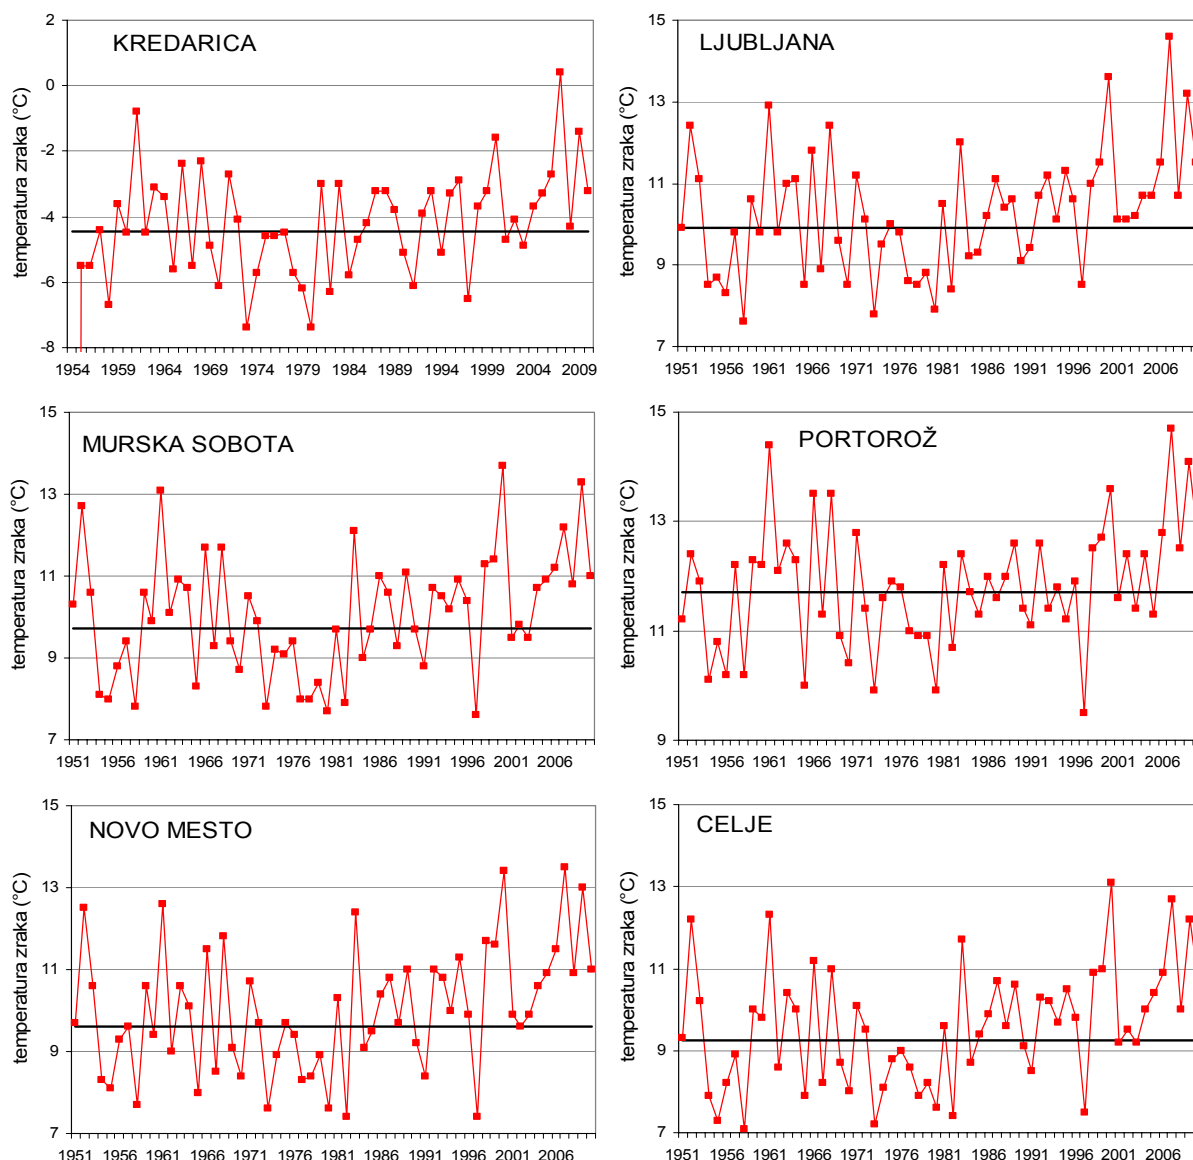 KREDARICA
temperatura zraka (°C)
2
0
-2
-4
-6
-8
1954 1959 1964 1969 1974 1979 1984 1989 1994 1999 2004 2009
LJUBLJANA
temperatura zraka (°C)
15
13
11
9
7
1951 1956 1961 1966 1971 1976 1981 1986 1991 1996 2001 2006
MURSKA SOBOTA
temperatura zraka (°C)
15
13
11
9
7
1951 1956 1961 1966 1971 1976 1981 1986 1991 1996 2001 2006
PORTOROŽ
temperatura zraka (°C)
15
13
11
9
1951 1956 1961 1966 1971 1976 1981 1986 1991 1996 2001 2006
NOVO MESTO
temperatura zraka (°C)
15
13
11
9
7
1951 1956 1961 1966 1971 1976 1981 1986 1991 1996 2001 2006
CELJE
temperatura zraka (°C)
15
13
11
9
7
1951 1956 1961 1966 1971 1976 1981 1986 1991 1996 2001 2006